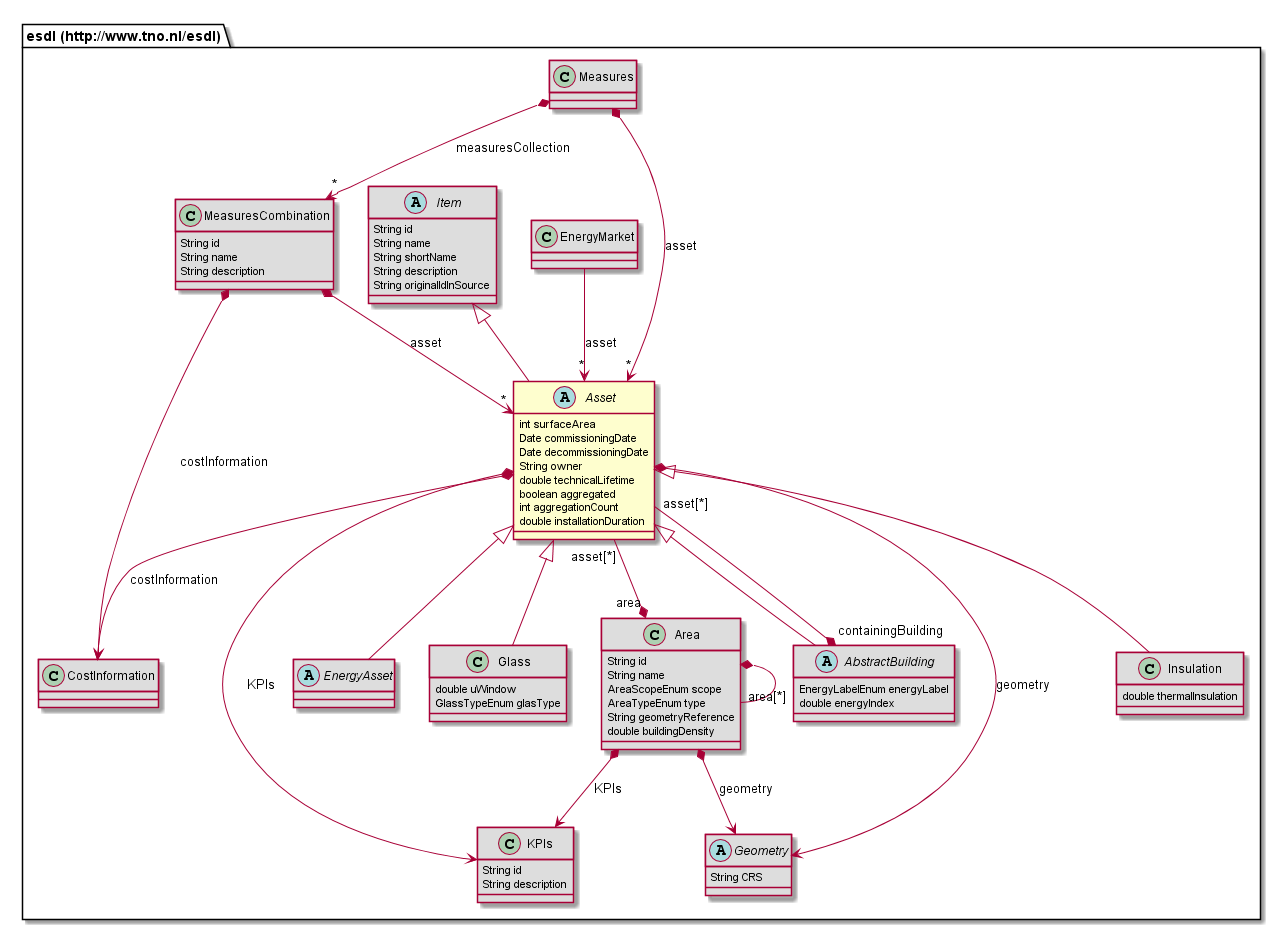 esdl (http://www.tno.nl/esdl)
C Measures
measuresCollection
*
C MeasuresCombination
String id
String name
String description
A Item
String id
String name
String shortName
String description
String originalIdInSource
C EnergyMarket
asset
asset
*
asset
*
*
A Asset
int surfaceArea
Date commissioningDate
Date decommissioningDate
String owner
double technicalLifetime
boolean aggregated
int aggregationCount
double installationDuration
costInformation
costInformation
asset[*]
asset[*]
area
containingBuilding
C CostInformation
KPIs
A EnergyAsset
C Glass
double uWindow
GlassTypeEnum glasType
C Area
String id
String name
AreaScopeEnum scope
AreaTypeEnum type
String geometryReference
double buildingDensity
area[*]
A AbstractBuilding
EnergyLabelEnum energyLabel
double energyIndex
geometry
C Insulation
double thermalInsulation
KPIs
geometry
C KPIs
String id
String description
A Geometry
String CRS